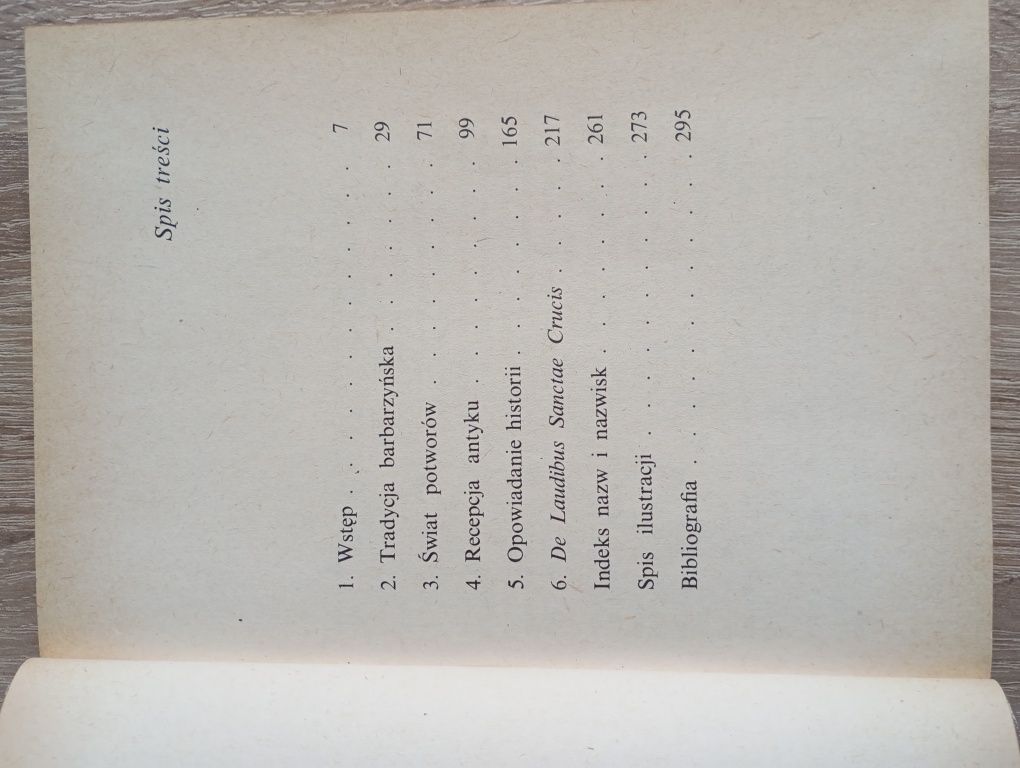 Spis treści
1. Wstęp . . . . . . . . . 7
2. Tradycja barbarzyńska . . . . . . 29
3. Świat potworów . . . . . . . 71
4. Recepcja antyku . . . . . . . 99
5. Opowiadanie historii . . . . . . 165
6. De Laudibus Sanctae Crucis . . . . . 217
Indeks nazw i nazwisk . . . . . . 261
Spis ilustracji . . . . . . . . 273
Bibliografia . . . . . . . . 295